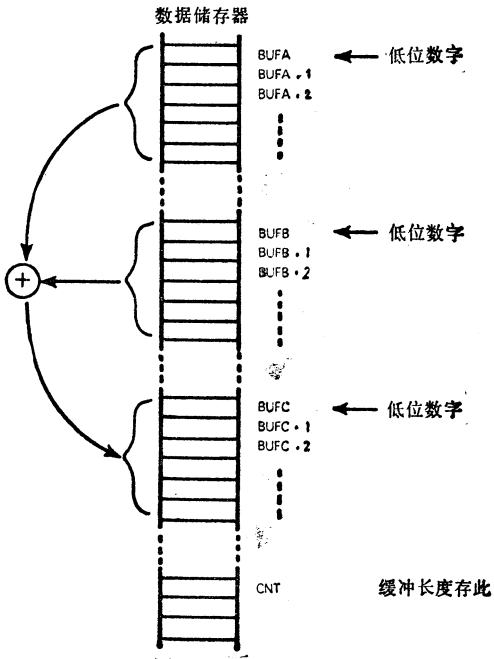 数据储存器
BUFA ← 低位数字
BUFA·1
BUFA·2
BUFB ← 低位数字
BUFB·1
BUFB·2
+
BUFC ← 低位数字
BUFC·1
BUFC·2
CNT 缓冲长度存此